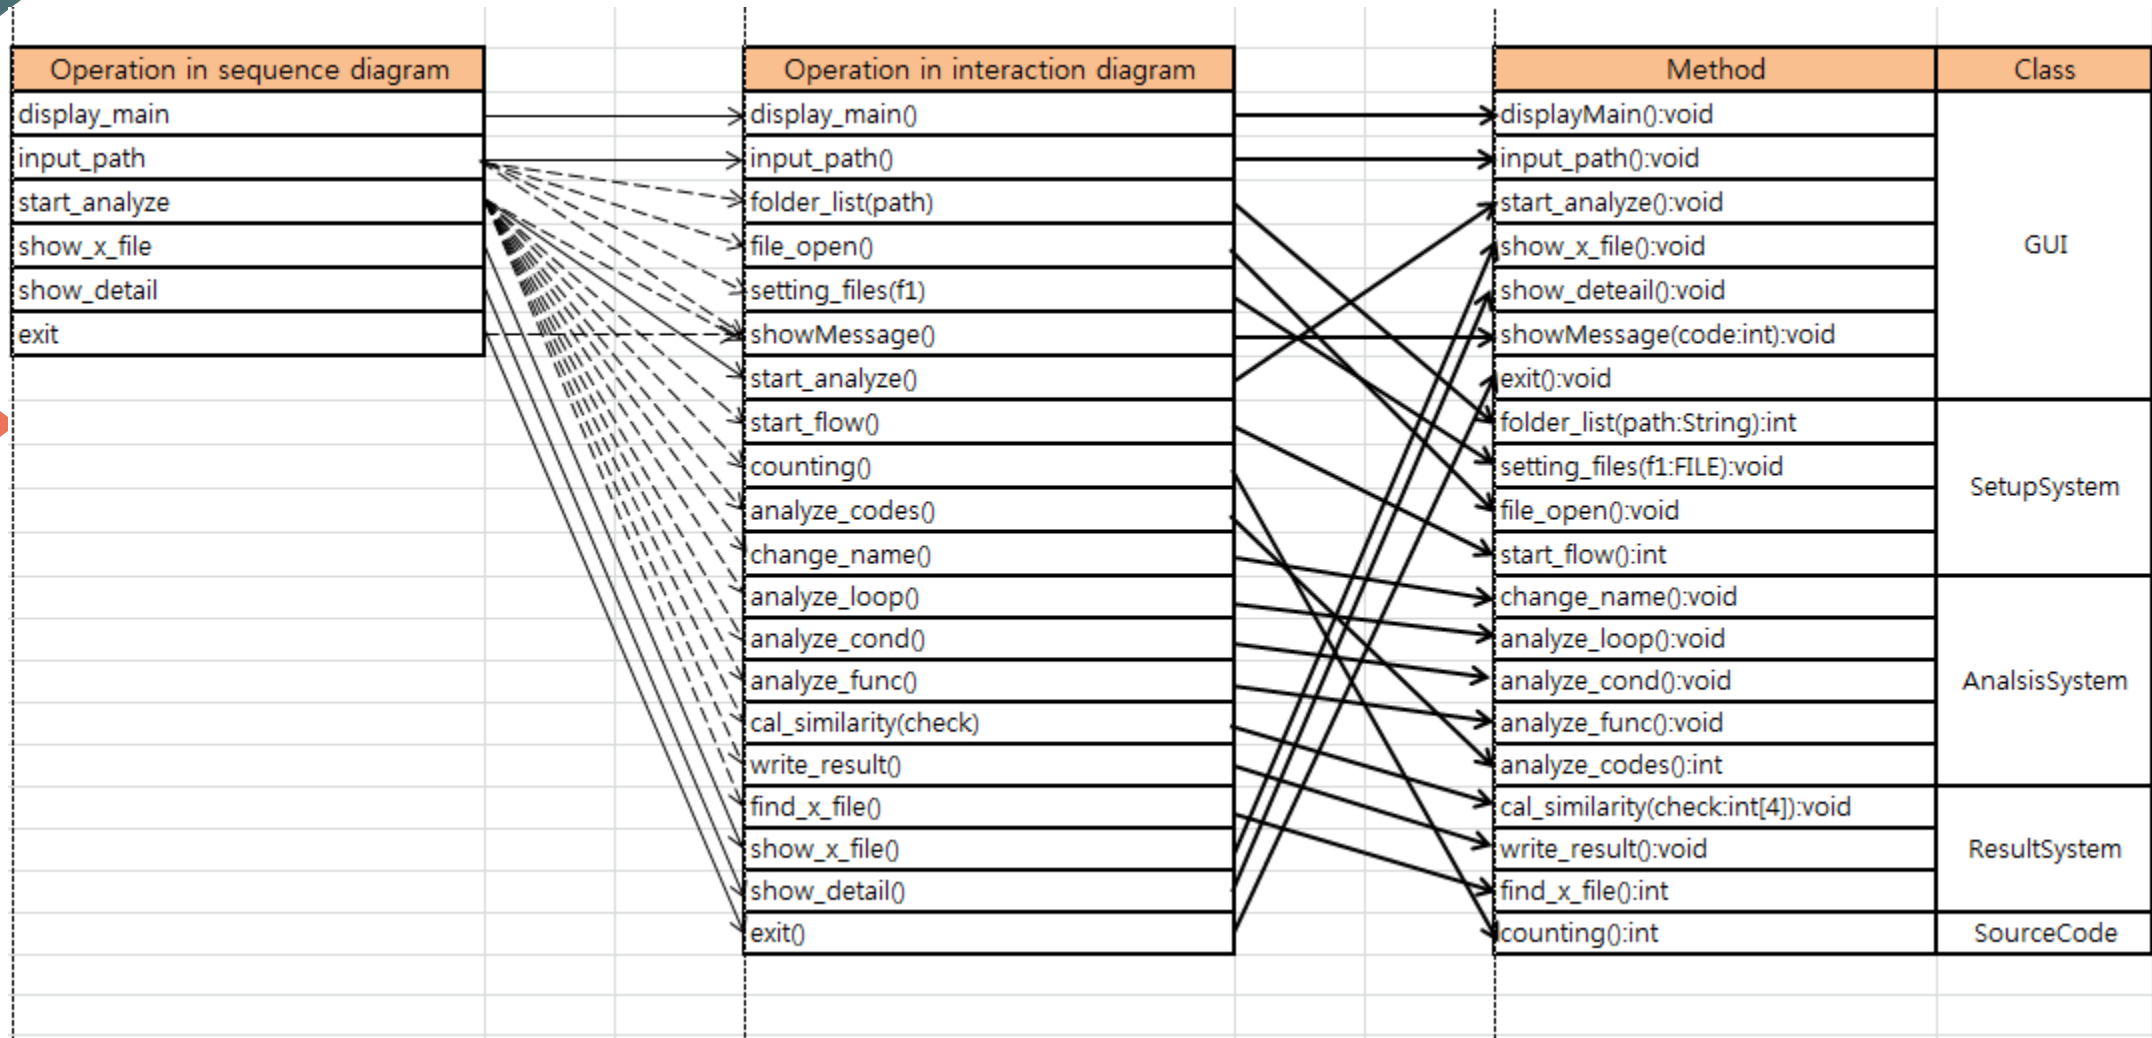 Operation in sequence diagram
display_main
input_path
start_analyze
show_x_file
show_detail
exit
Operation in interaction diagram
display_main()
input_path()
folder_list(path)
file_open()
setting_files(f1)
showMessage()
start_analyze()
start_flow()
counting()
analyze_codes()
change_name()
analyze_loop()
analyze_cond()
analyze_func()
cal_similarity(check)
write_result()
find_x_file()
show_x_file()
show_detail()
exit()
Method
displayMain():void
input_path():void
start_analyze():void
show_x_file():void
show_deteail():void
showMessage(code:int):void
exit():void
folder_list(path:String):int
setting_files(f1:FILE):void
file_open():void
start_flow():int
change_name():void
analyze_loop():void
analyze_cond():void
analyze_func():void
analyze_codes():int
cal_similarity(check:int[4]):void
write_result():void
find_x_file():int
counting():int
Class
GUI
SetupSystem
AnalsisSystem
ResultSystem
SourceCode